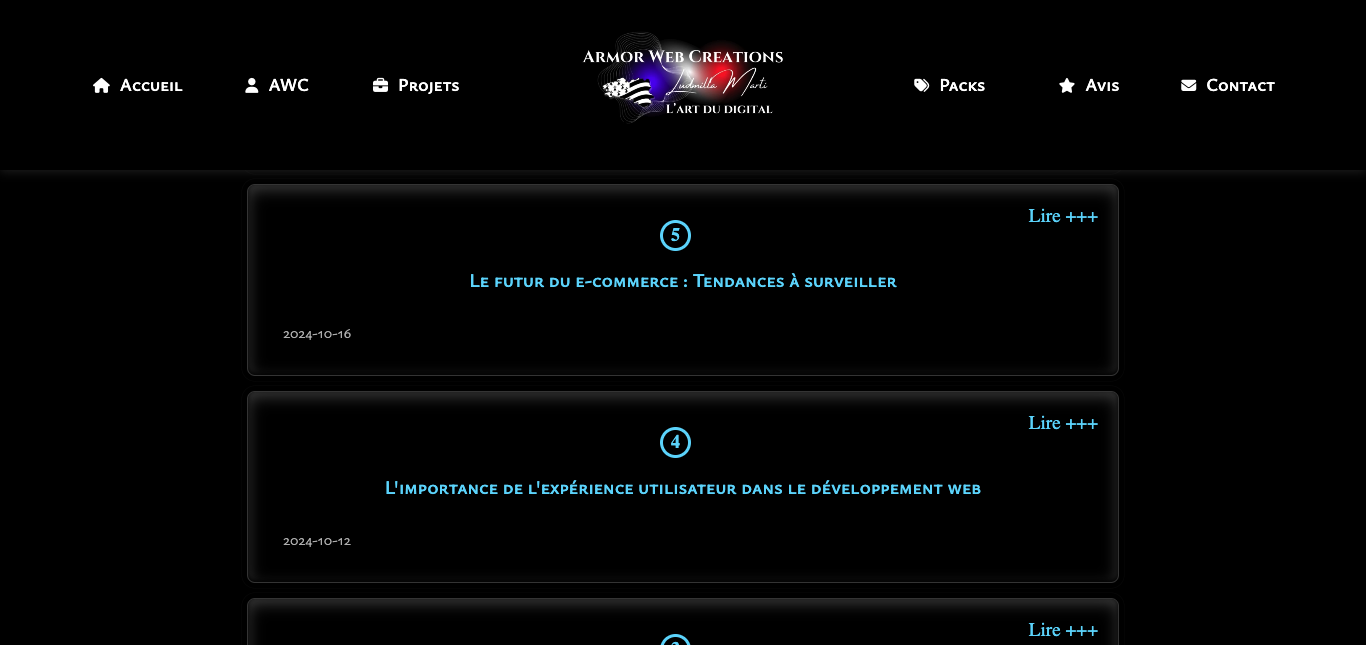 Accueil
AWC
Projets
Armor Web Creations
Ludmilla Marti
L'art du digital
Packs
Avis
Contact
Lire +++
5
Le futur du e-commerce : Tendances à surveiller
2024-10-16
Lire +++
4
L'importance de l'expérience utilisateur dans le développement web
2024-10-12
Lire +++